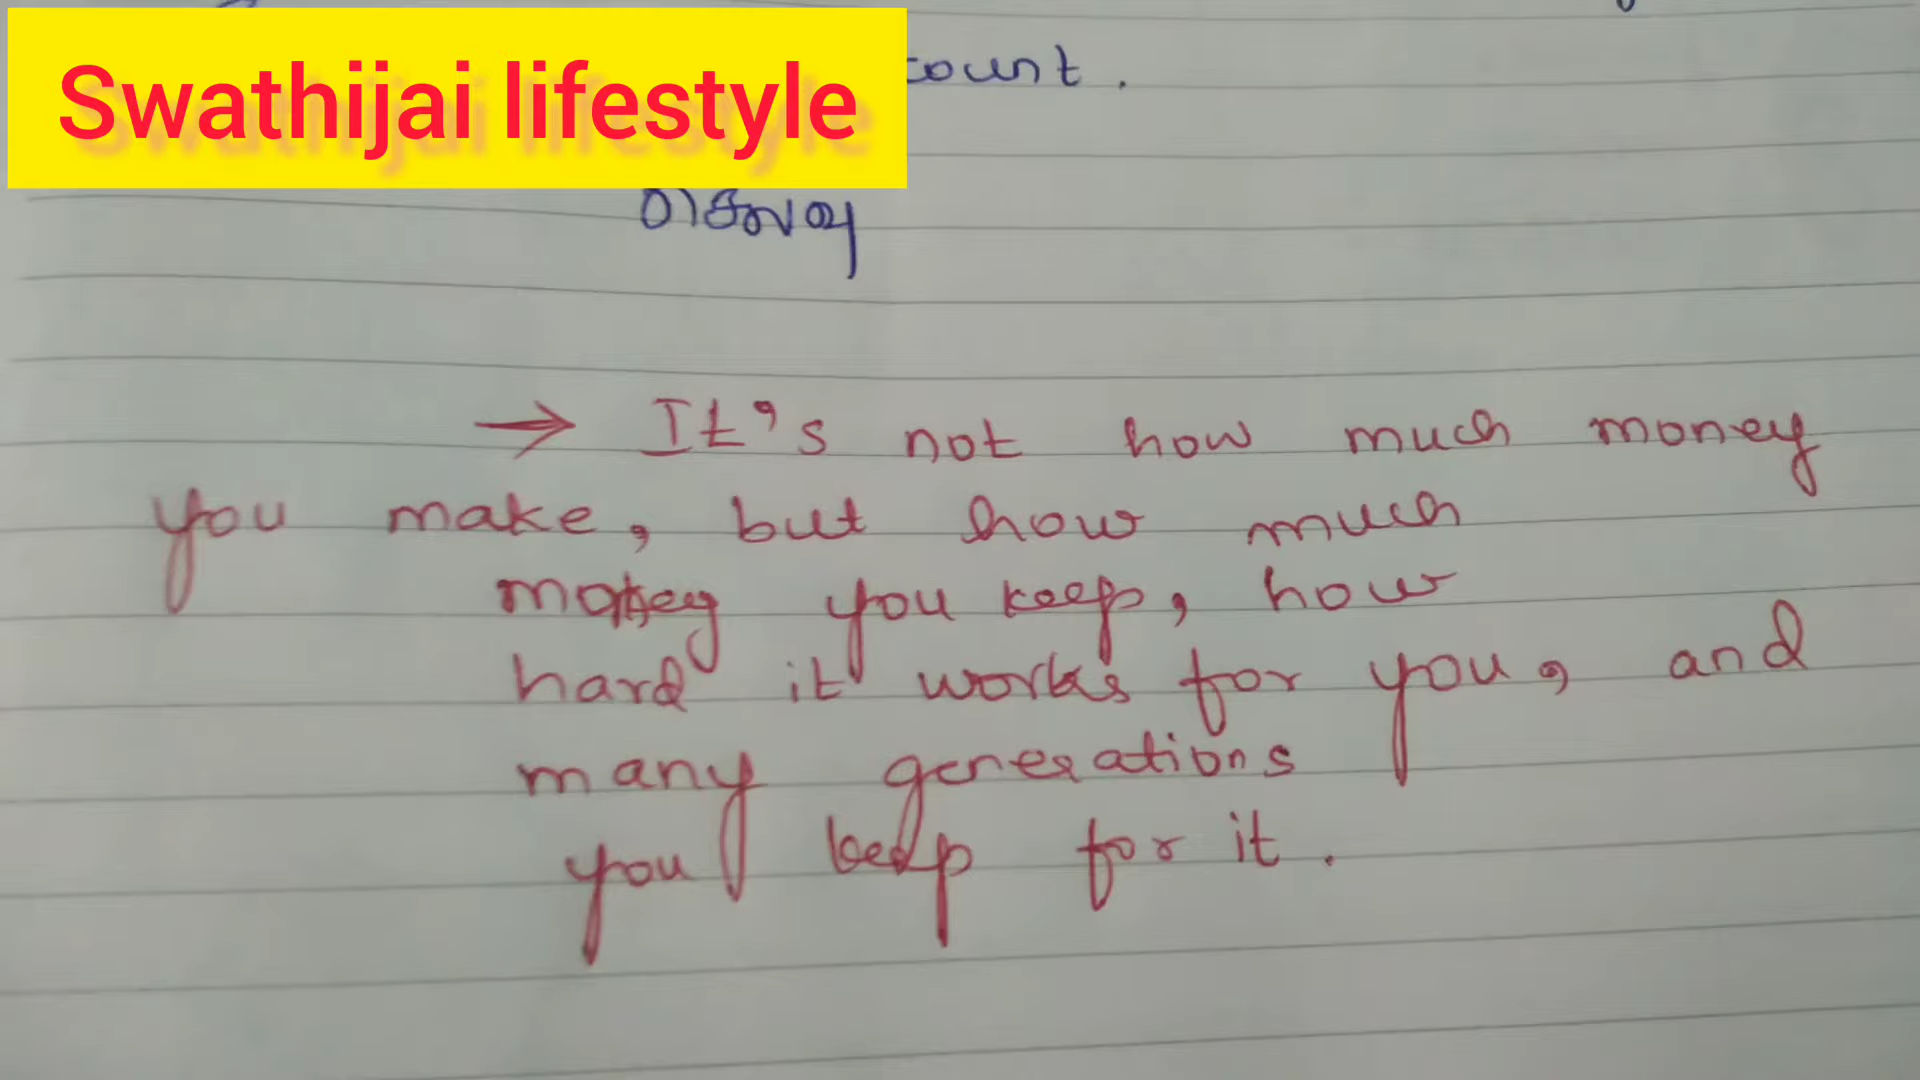 Swathijai lifestyle
count.
செலவு
→ It's not how much money
you make, but how much
money you keep, how
hard it works for you, and
many generations
you keep for it.